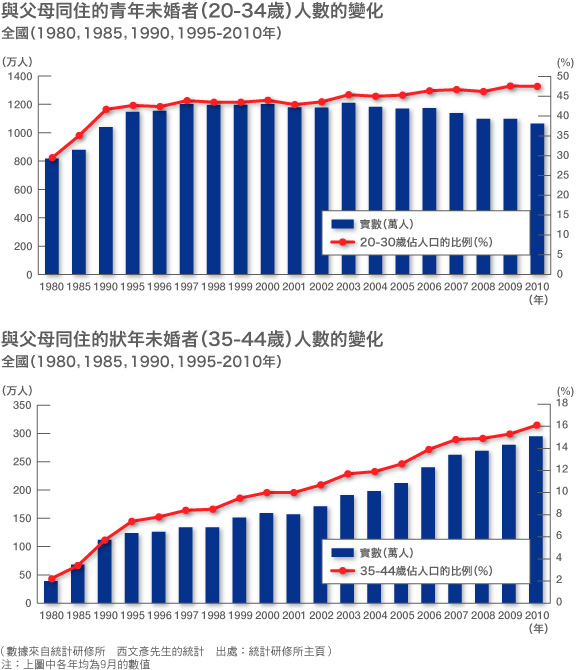 與父母同住的青年未婚者（20-34歲）人數的變化
全國（1980，1985，1990，1995-2010年）
（万人） (%)
1400 50
45
1200
40
1000 35
800 30
25
600
20
400 15
10
200
5
0 0
實數（萬人）
20-30歲佔人口的比例（%）
1980 1985 1990 1995 1996 1997 1998 1999 2000 2001 2002 2003 2004 2005 2006 2007 2008 2009 2010
（年）
與父母同住的狀年未婚者（35-44歲）人數的變化
全國（1980，1985，1990，1995-2010年）
（万人） (%)
350 18
16
300
14
250 12
200 10
150 8
6
100
4
50
2
0 0
實數（萬人）
35-44歲佔人口的比例（%）
1980 1985 1990 1995 1996 1997 1998 1999 2000 2001 2002 2003 2004 2005 2006 2007 2008 2009 2010
（年）
（數據來自統計研修所　西文彥先生的統計　出處：統計研修所主頁）
注：上圖中各年均為9月的數值